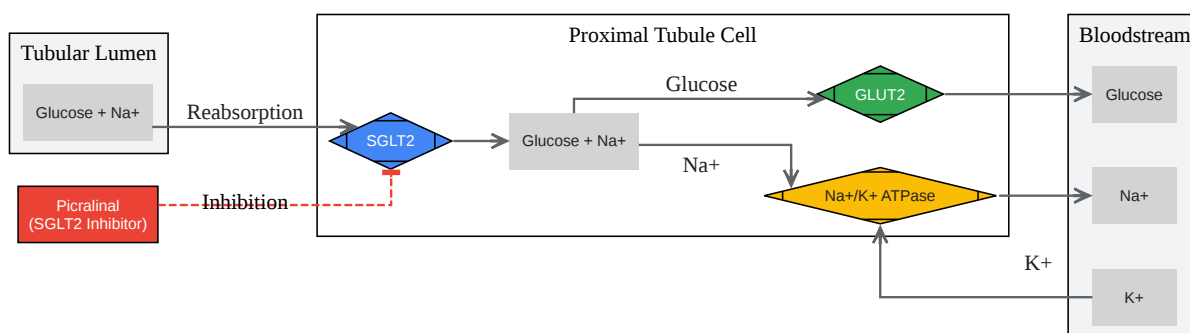 Tubular Lumen
Glucose + Na+
Reabsorption
Picralinal
(SGLT2 Inhibitor)
Inhibition
Proximal Tubule Cell
SGLT2
Glucose + Na+
Glucose
Na+
GLUT2
Na+/K+ ATPase
K+
Bloodstream
Glucose
Na+
K+